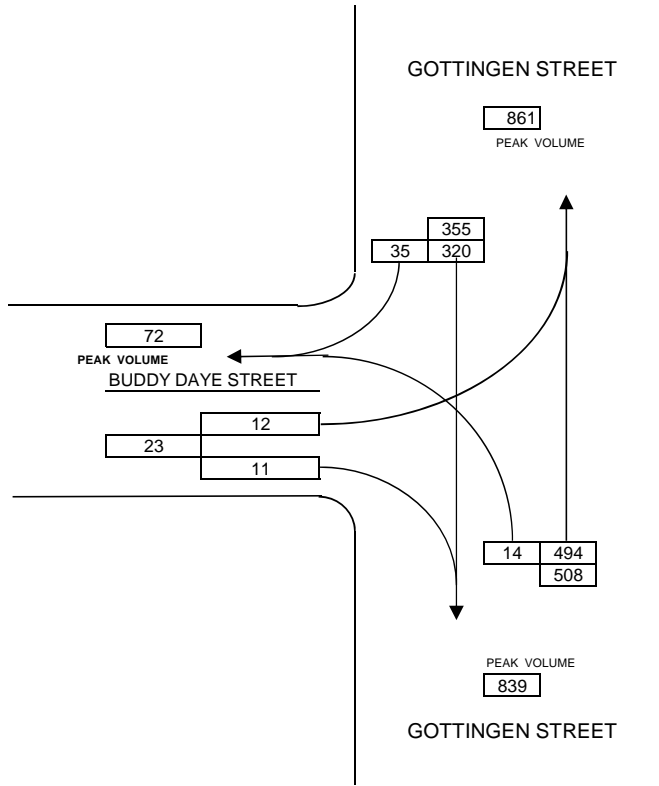 GOTTINGEN STREET
861
PEAK VOLUME
355
35 320
72
PEAK VOLUME
BUDDY DAYE STREET
12
23
11
14 494
508
PEAK VOLUME
839
GOTTINGEN STREET